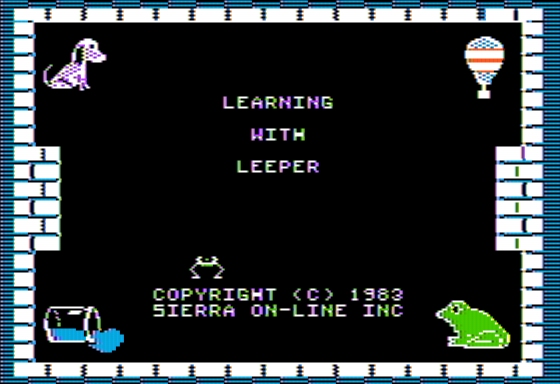 LEARNING
WITH
LEEPER
COPYRIGHT (C) 1983
SIERRA ON-LINE INC